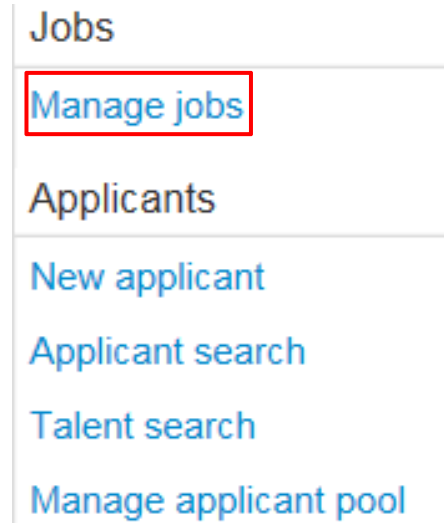 Jobs
Manage jobs
Applicants
New applicant
Applicant search
Talent search
Manage applicant pool